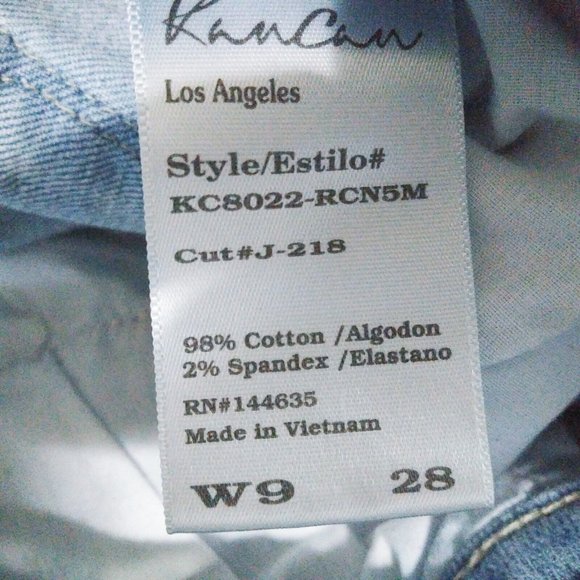 KanCan
Los Angeles
Style/Estilo#
KC8022-RCN5M
Cut#J-218
98% Cotton /Algodon
2% Spandex /Elastano
RN#144635
Made in Vietnam
W9 28